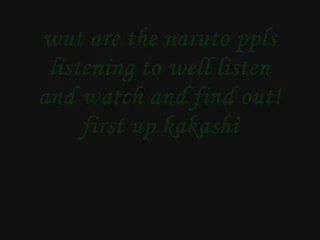 wut are the naruto ppls
listening to well listen
and watch and find out!
first up kakashi